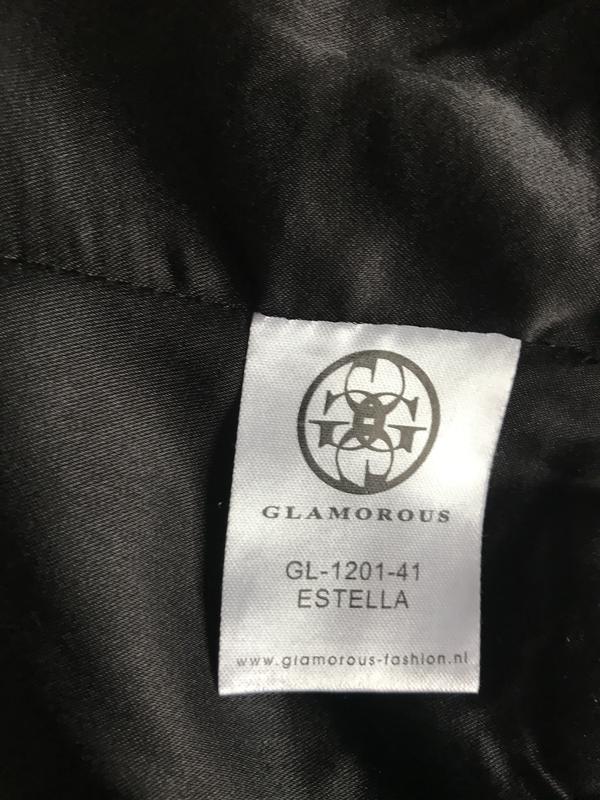 GLAMOROUS
GL-1201-41
ESTELLA
www.glamorous-fashion.nl